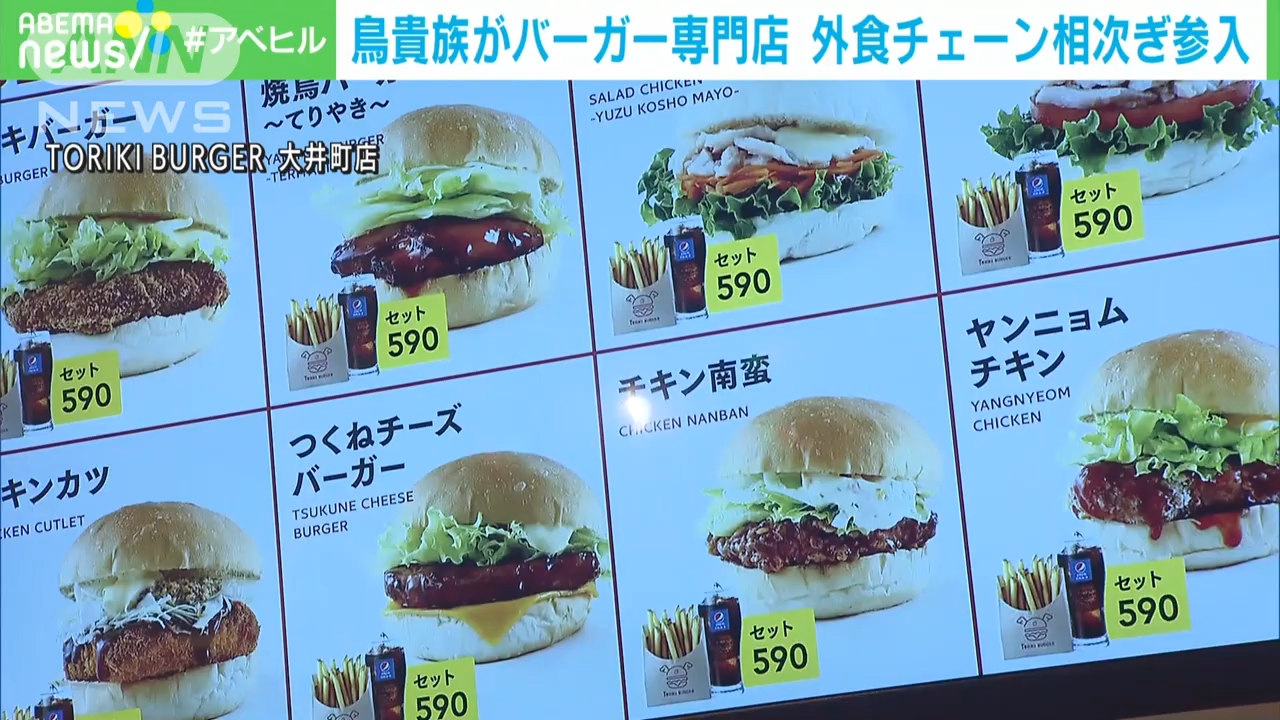 ABEMA
news/
#アベヒル
鳥貴族がバーガー専門店 外食チェーン相次ぎ参入
ANN
NEWS
TORIKI BURGER 大井町店
キバーガー
BURGER
焼鳥バーガー
～てりやき～
BURGER
SALAD CHICKEN
-YUZU KOSHO MAYO-
セット
590
セット
590
セット
590
セット
590
キンカツ
CKEN CUTLET
つくねチーズ
バーガー
TSUKUNE CHEESE
BURGER
セット
590
チキン南蛮
CHICKEN NANBAN
セット
590
ヤンニョム
チキン
YANGNYEOM
CHICKEN
セット
590